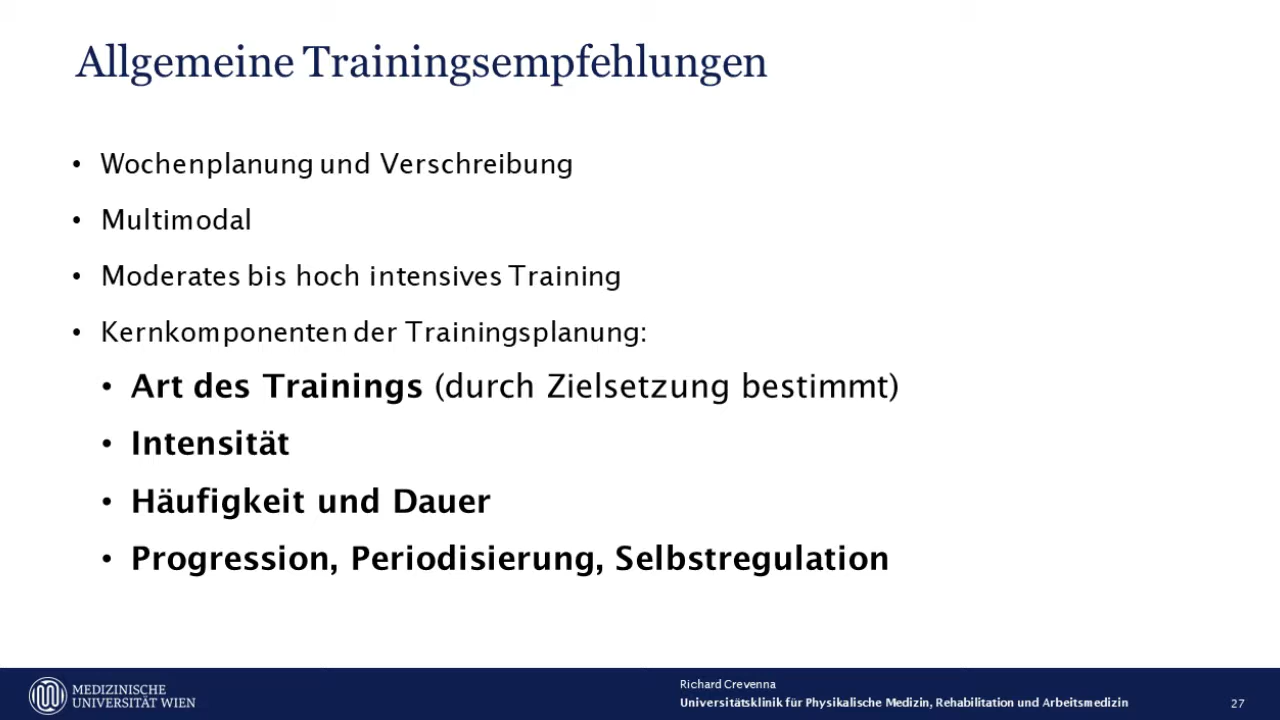 Allgemeine Trainingsempfehlungen
• Wochenplanung und Verschreibung
• Multimodal
• Moderates bis hoch intensives Training
• Kernkomponenten der Trainingsplanung:
• Art des Trainings (durch Zielsetzung bestimmt)
• Intensität
• Häufigkeit und Dauer
• Progression, Periodisierung, Selbstregulation
MEDIZINISCHE
UNIVERSITÄT WIEN
Richard Crevenna
Universitätsklinik für Physikalische Medizin, Rehabilitation und Arbeitsmedizin
27